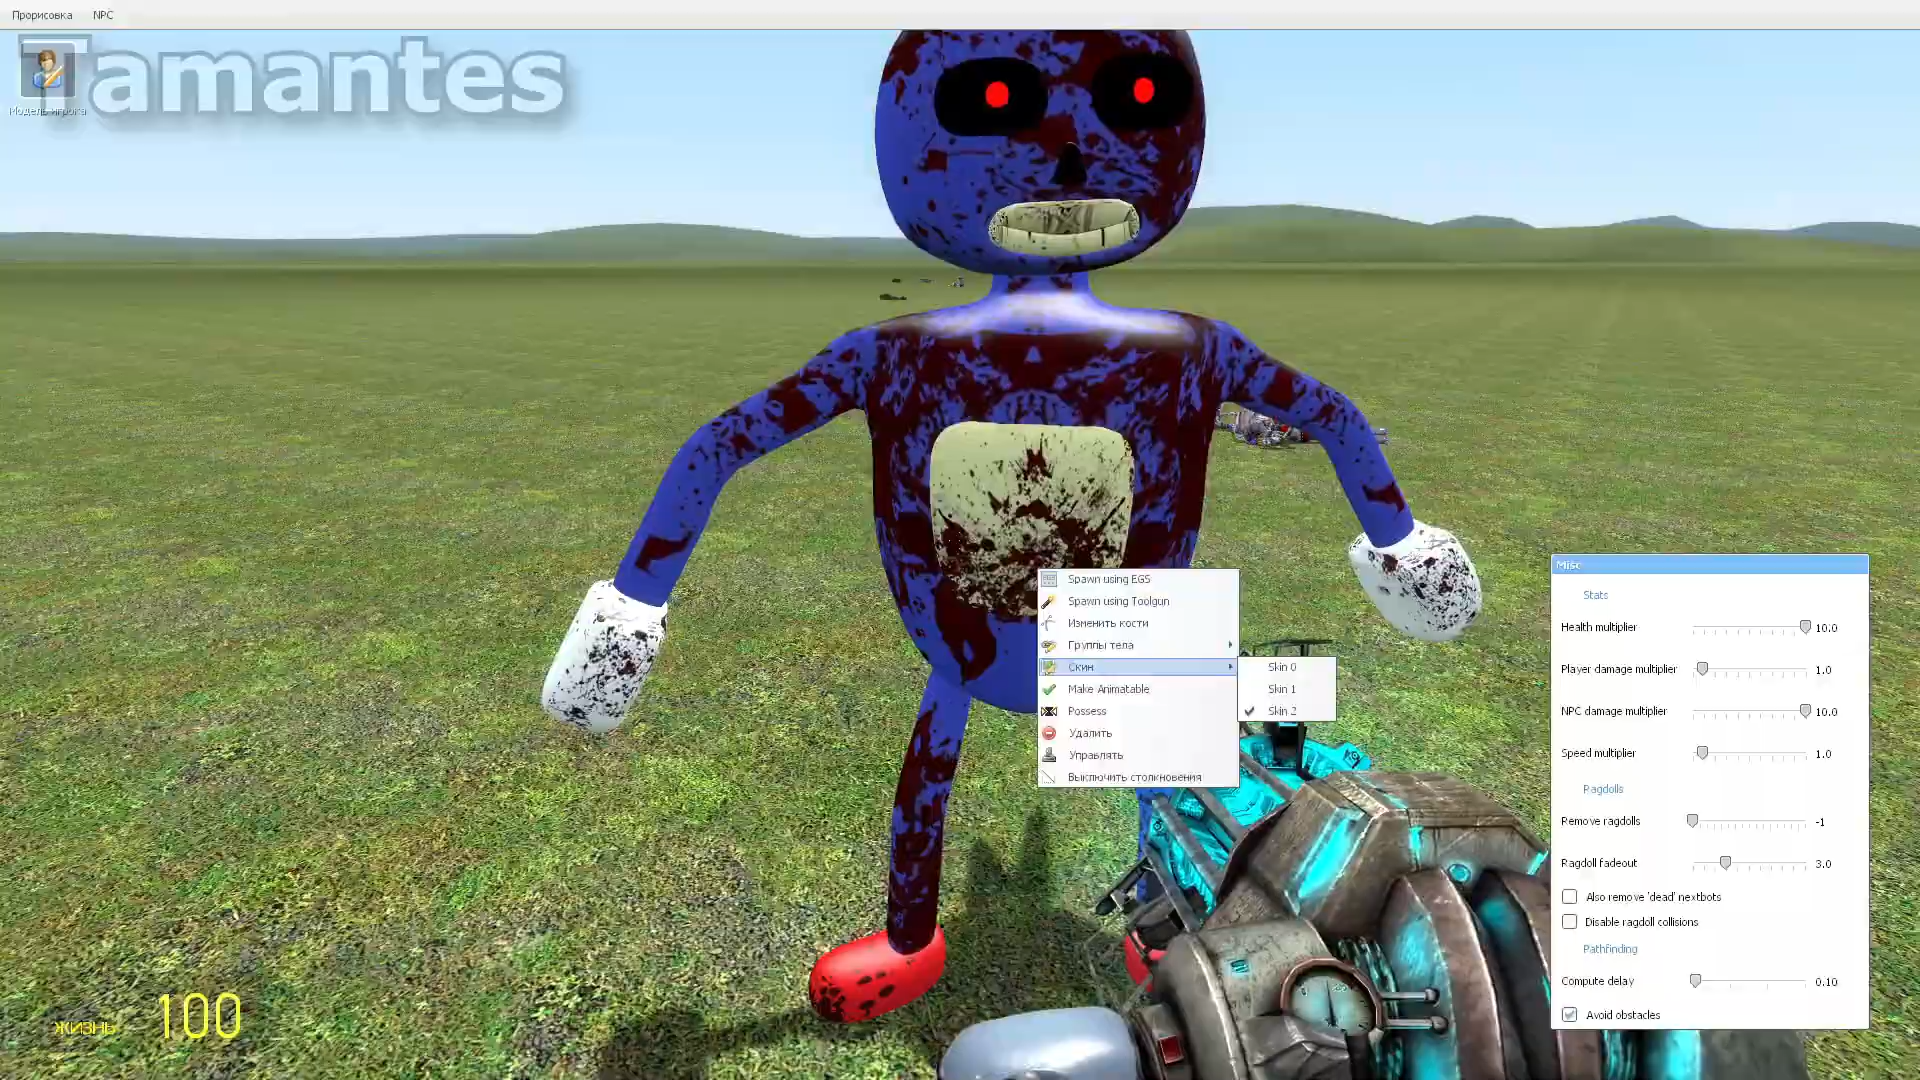 Прорисовка NPC
Tamantes
Модель игрока
Spawn using EGS
Spawn using Toolgun
Изменить кости
Группы тела
Скин
Make Animatable
Possess
Удалить
Управлять
Выключить столкновения
Skin 0
Skin 1
Skin 2
Misc
Stats
Health multiplier 10.0
Player damage multiplier 1.0
NPC damage multiplier 10.0
Speed multiplier 1.0
Ragdolls
Remove ragdolls -1
Ragdoll fadeout 3.0
Also remove 'dead' nextbots
Disable ragdoll collisions
Pathfinding
Compute delay 0.10
Avoid obstacles
ЖИЗНЬ 100